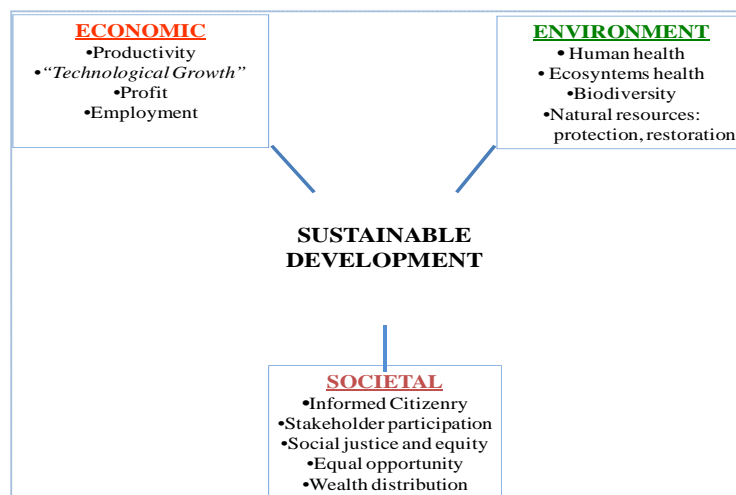 ECONOMIC
•Productivity
•“Technological Growth”
•Profit
•Employment
ENVIRONMENT
• Human health
• Ecosyntems health
•Biodiversity
•Natural resources:
protection, restoration
SUSTAINABLE
DEVELOPMENT
SOCIETAL
•Informed Citizenry
•Stakeholder participation
•Social justice and equity
•Equal opportunity
•Wealth distribution